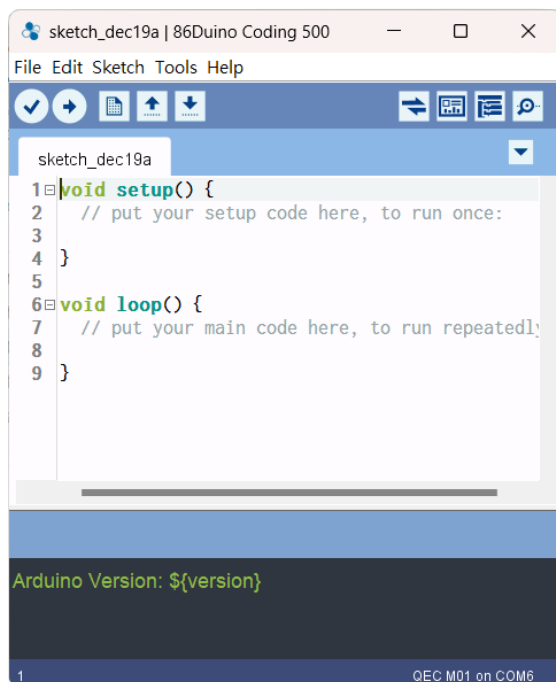 sketch_dec19a | 86Duino Coding 500
File Edit Sketch Tools Help
sketch_dec19a
1 void setup() {
2 // put your setup code here, to run once:
3
4 }
5
6 void loop() {
7 // put your main code here, to run repeatedly
8
9 }
Arduino Version: ${version}
1 QEC M01 on COM6